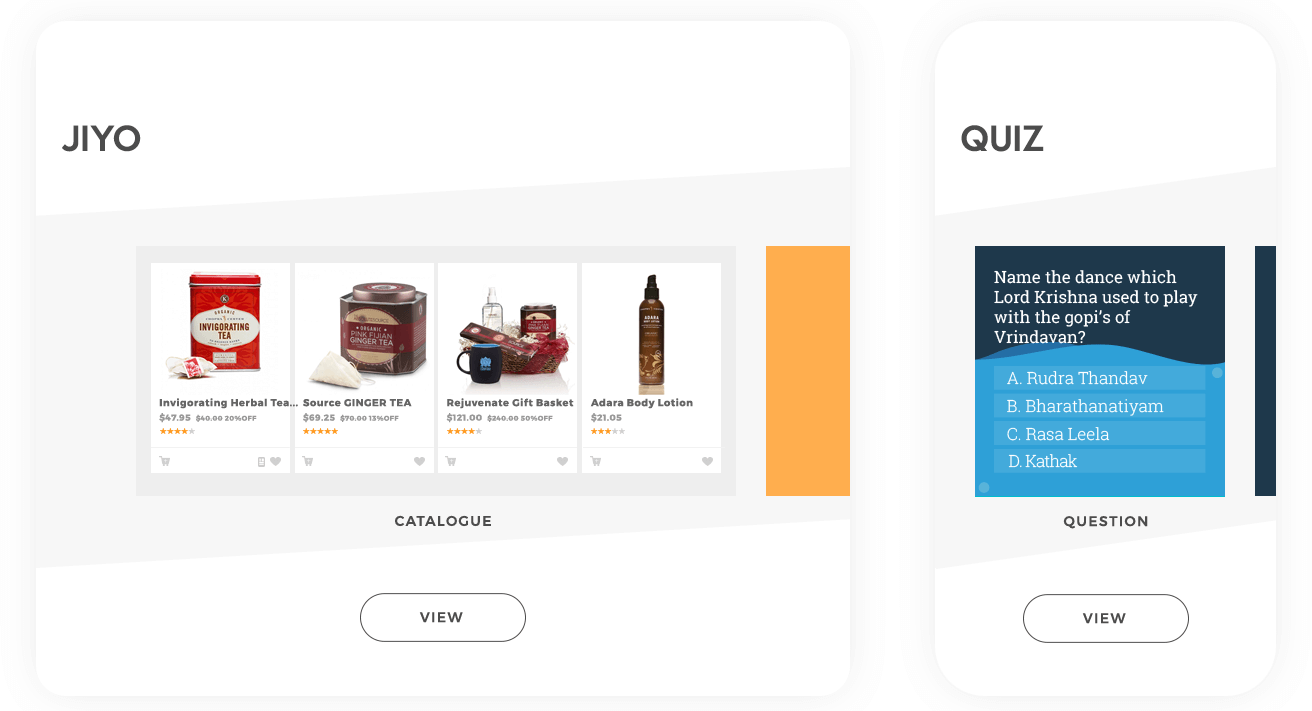 JIYO
ORGANIC
INVIGORATING
TEA
ORGANIC
PINK FIJIAN
GINGER TEA
ADARA
Invigorating Herbal Tea...
$47.95 $40.00 20%OFF
Source GINGER TEA
$69.25 $70.00 13%OFF
Rejuvenate Gift Basket
$121.00 $240.00 50%OFF
Adara Body Lotion
$21.05
CATALOGUE
VIEW
QUIZ
Name the dance which
Lord Krishna used to play
with the gopi's of
Vrindavan?
A. Rudra Thandav
B. Bharathanatiyam
C. Rasa Leela
D. Kathak
QUESTION
VIEW